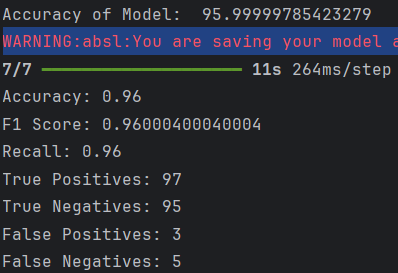 Accuracy of Model:  95.99999785423279
WARNING:absl:You are saving your model a
7/7 ━━━━━━━━━━━━━━━━━━━━ 11s 264ms/step
Accuracy: 0.96
F1 Score: 0.96000400040004
Recall: 0.96
True Positives: 97
True Negatives: 95
False Positives: 3
False Negatives: 5